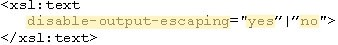 <xsl:text
disable-output-escaping="yes"|"no">
</xsl:text>